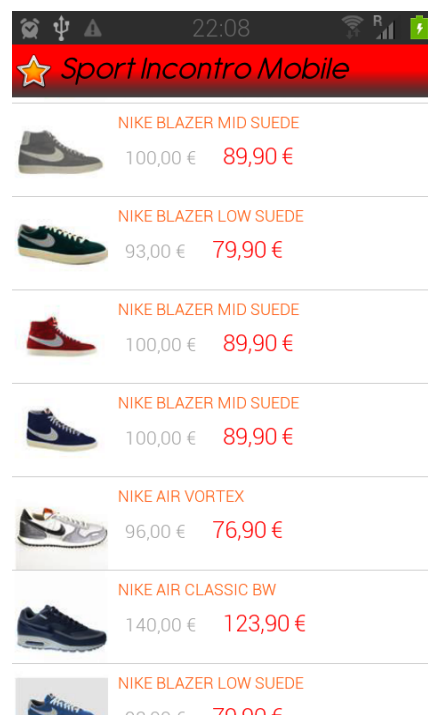 22:08
R
Sport Incontro Mobile
NIKE BLAZER MID SUEDE
100,00 € 89,90 €
NIKE BLAZER LOW SUEDE
93,00 € 79,90 €
NIKE BLAZER MID SUEDE
100,00 € 89,90 €
NIKE BLAZER MID SUEDE
100,00 € 89,90 €
NIKE AIR VORTEX
96,00 € 76,90 €
NIKE AIR CLASSIC BW
140,00 € 123,90 €
NIKE BLAZER LOW SUEDE
79,90 €